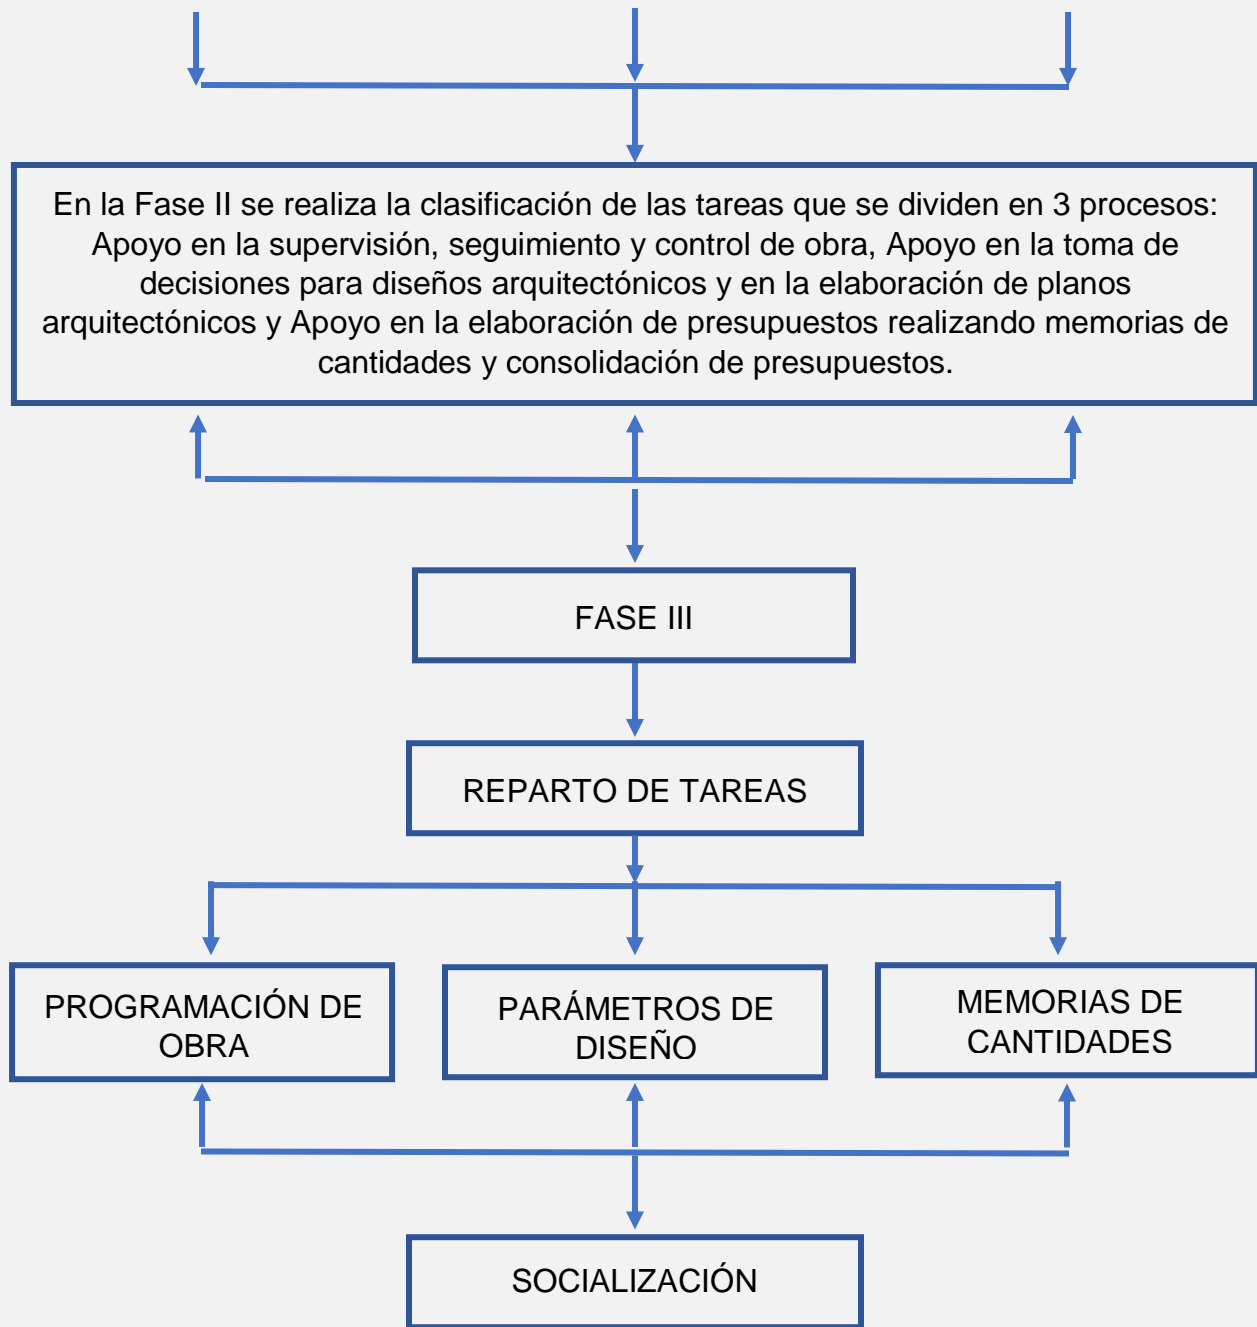 En la Fase II se realiza la clasificación de las tareas que se dividen en 3 procesos:
Apoyo en la supervisión, seguimiento y control de obra, Apoyo en la toma de
decisiones para diseños arquitectónicos y en la elaboración de planos
arquitectónicos y Apoyo en la elaboración de presupuestos realizando memorias de
cantidades y consolidación de presupuestos.
FASE III
REPARTO DE TAREAS
PROGRAMACIÓN DE
OBRA
PARÁMETROS DE
DISEÑO
MEMORIAS DE
CANTIDADES
SOCIALIZACIÓN